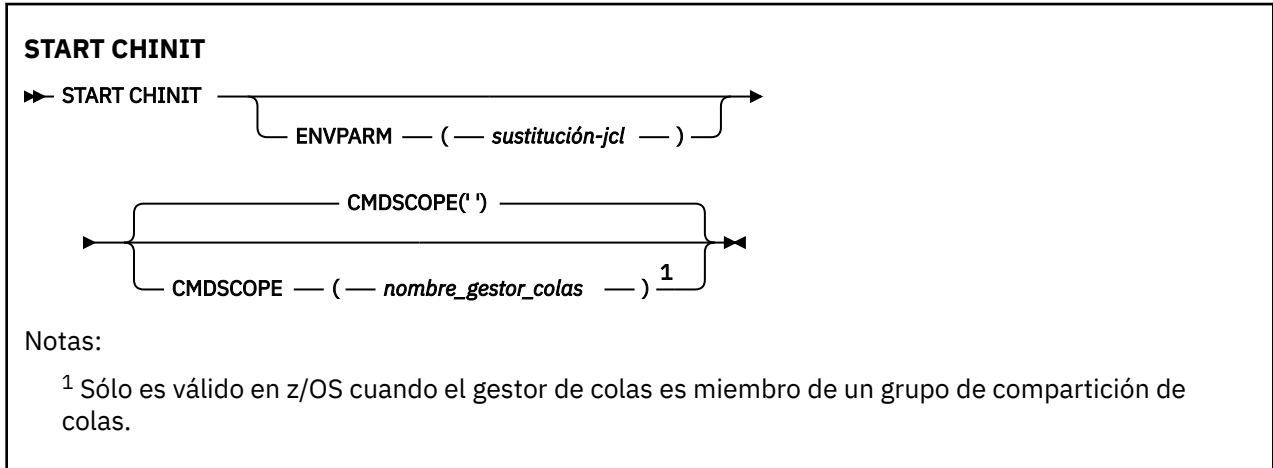 START CHINIT
START CHINIT
ENVPARM ( sustitución-jcl )
CMDSCOPE(' ')
CMDSCOPE ( nombre_gestor_colas ) 1
Notas:
1 Sólo es válido en z/OS cuando el gestor de colas es miembro de un grupo de compartición de
colas.